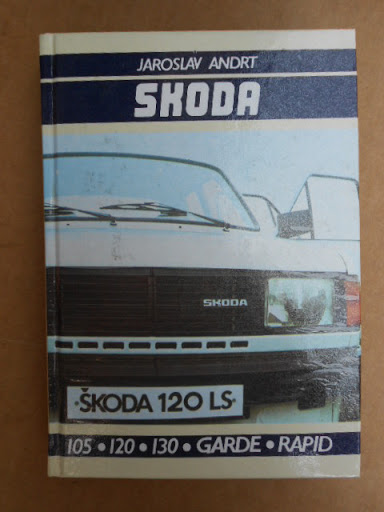 JAROSLAV ANDRT
SKODA
SKODA
·ŠKODA 120 LS·
105 • 120 • 130 • GARDE • RAPID